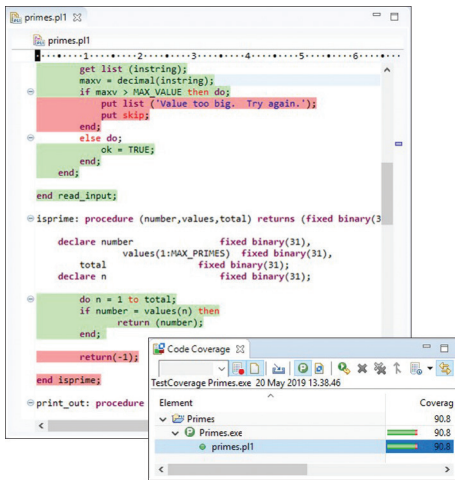 primes.pl1
primes.pl1
----+----1----+----2----+----3----+----4----+----5----+----6----+--
get list (instring);
maxv = decimal(instring);
if maxv > MAX_VALUE then do;
put list ('Value too big.  Try again.');
put skip;
end;
else do;
ok = TRUE;
end;
end;
end read_input;
isprime: procedure (number,values,total) returns (fixed binary(3
declare number fixed binary(31),
values(1:MAX_PRIMES) fixed binary(31),
total fixed binary(31);
declare n fixed binary(31);
do n = 1 to total;
if number = values(n) then
return (number);
end;
return(-1);
end isprime;
print_out: procedure
Code Coverage
TestCoverage Primes.exe 20 May 2019 13.38.46
Element Coverag
Primes 90.8
Primes.exe 90.8
primes.pl1 90.8